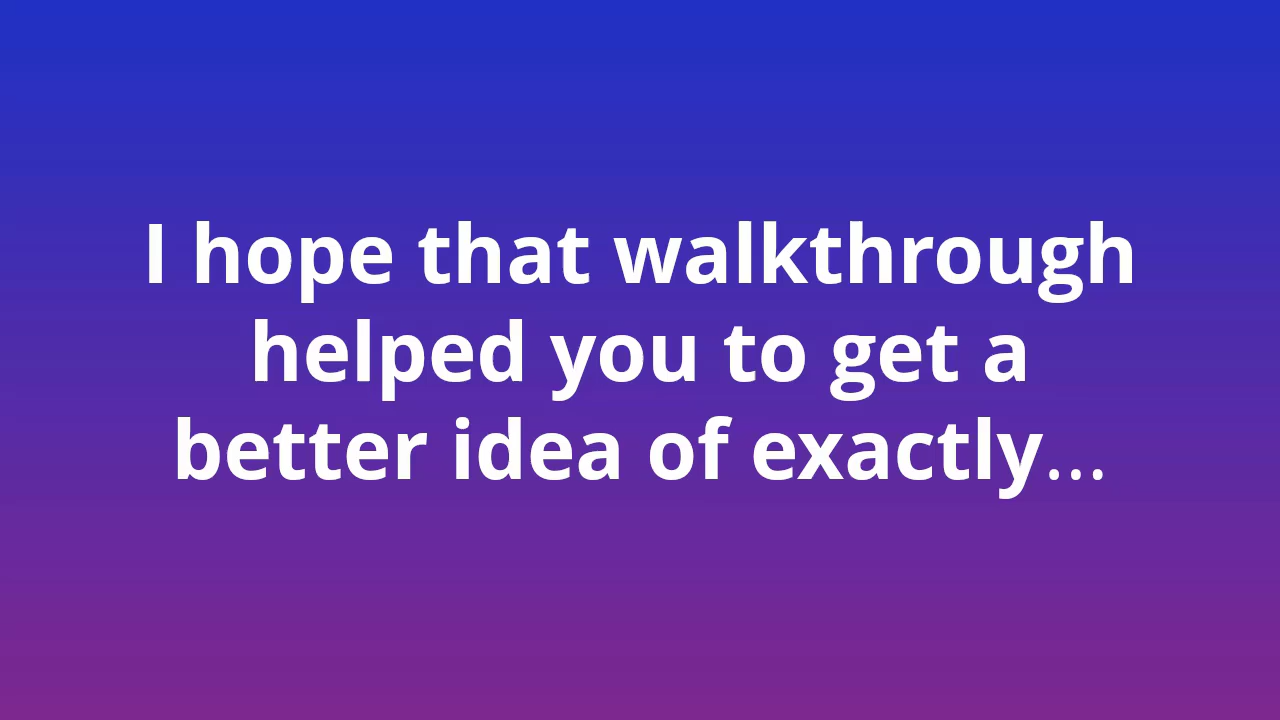 I hope that walkthrough
helped you to get a
better idea of exactly...